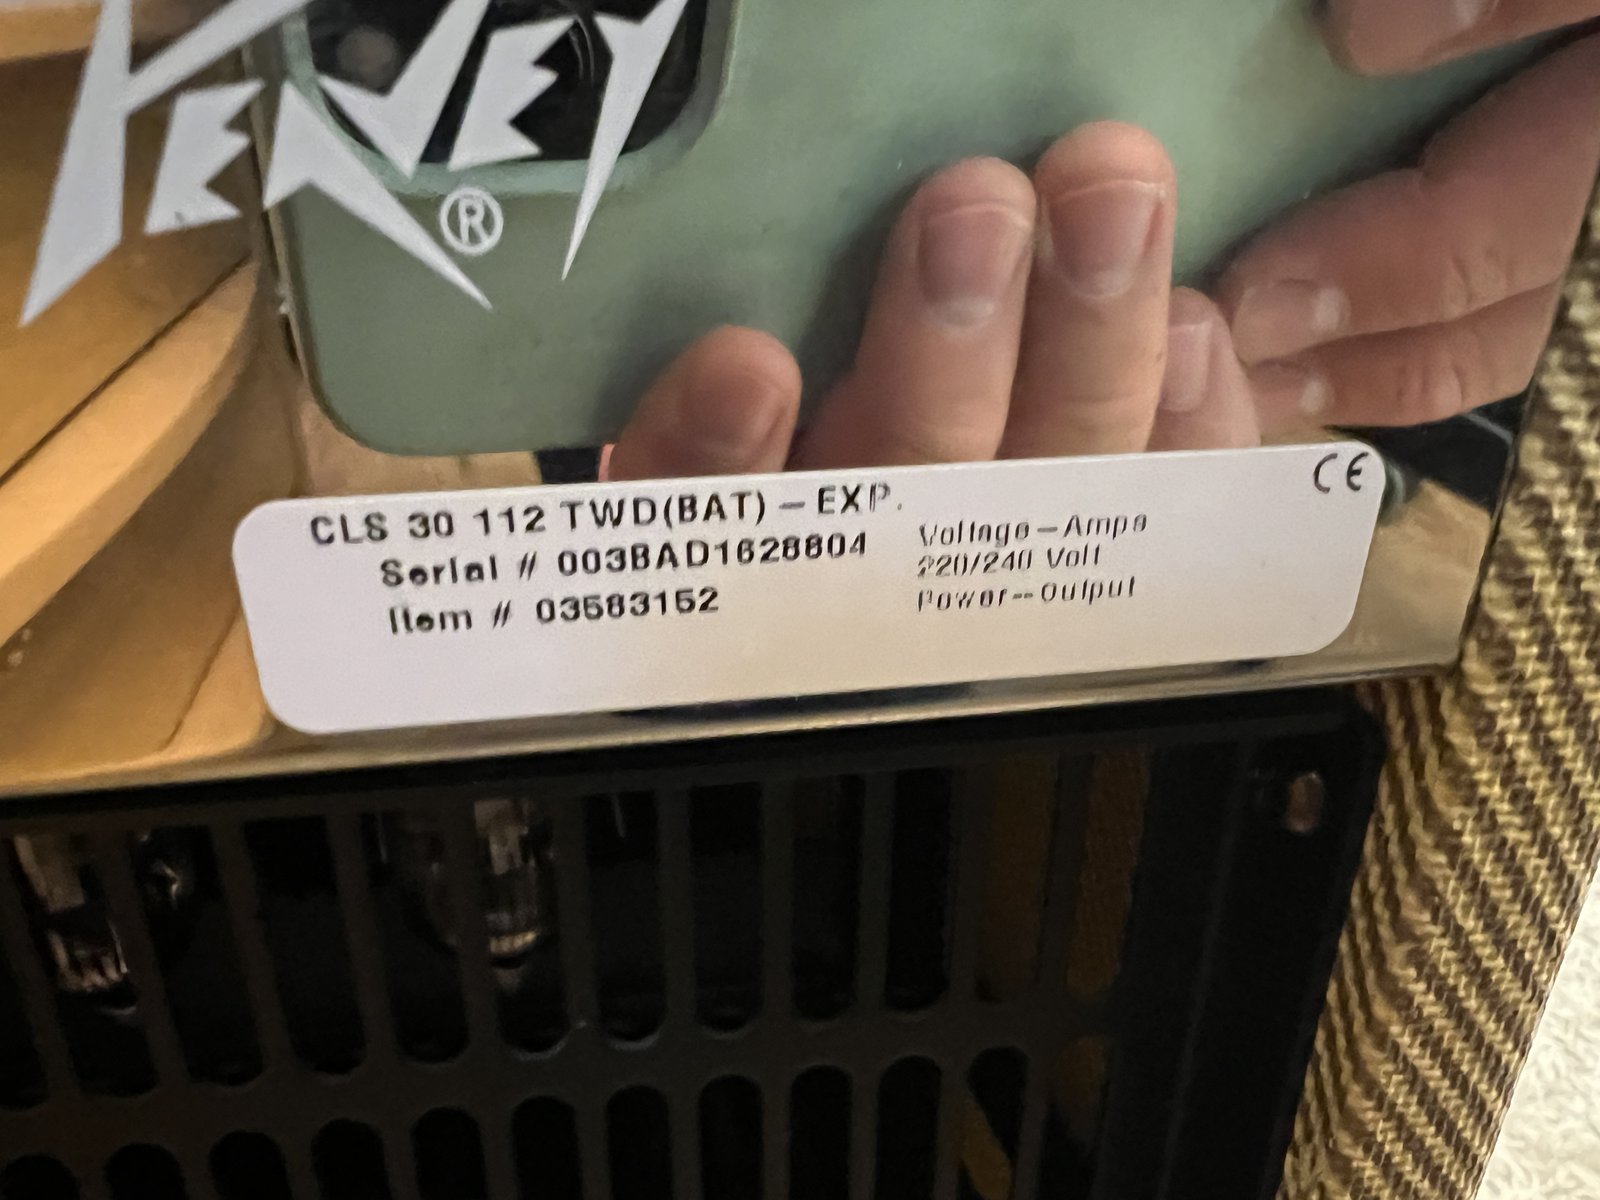 PEAVEY®
CLS 30 112 TWD(BAT) – EXP.
Serial # 003BAD1628804
Item # 03583152
Voltage – Amps
220/240 Volt
Power -- Output
CE